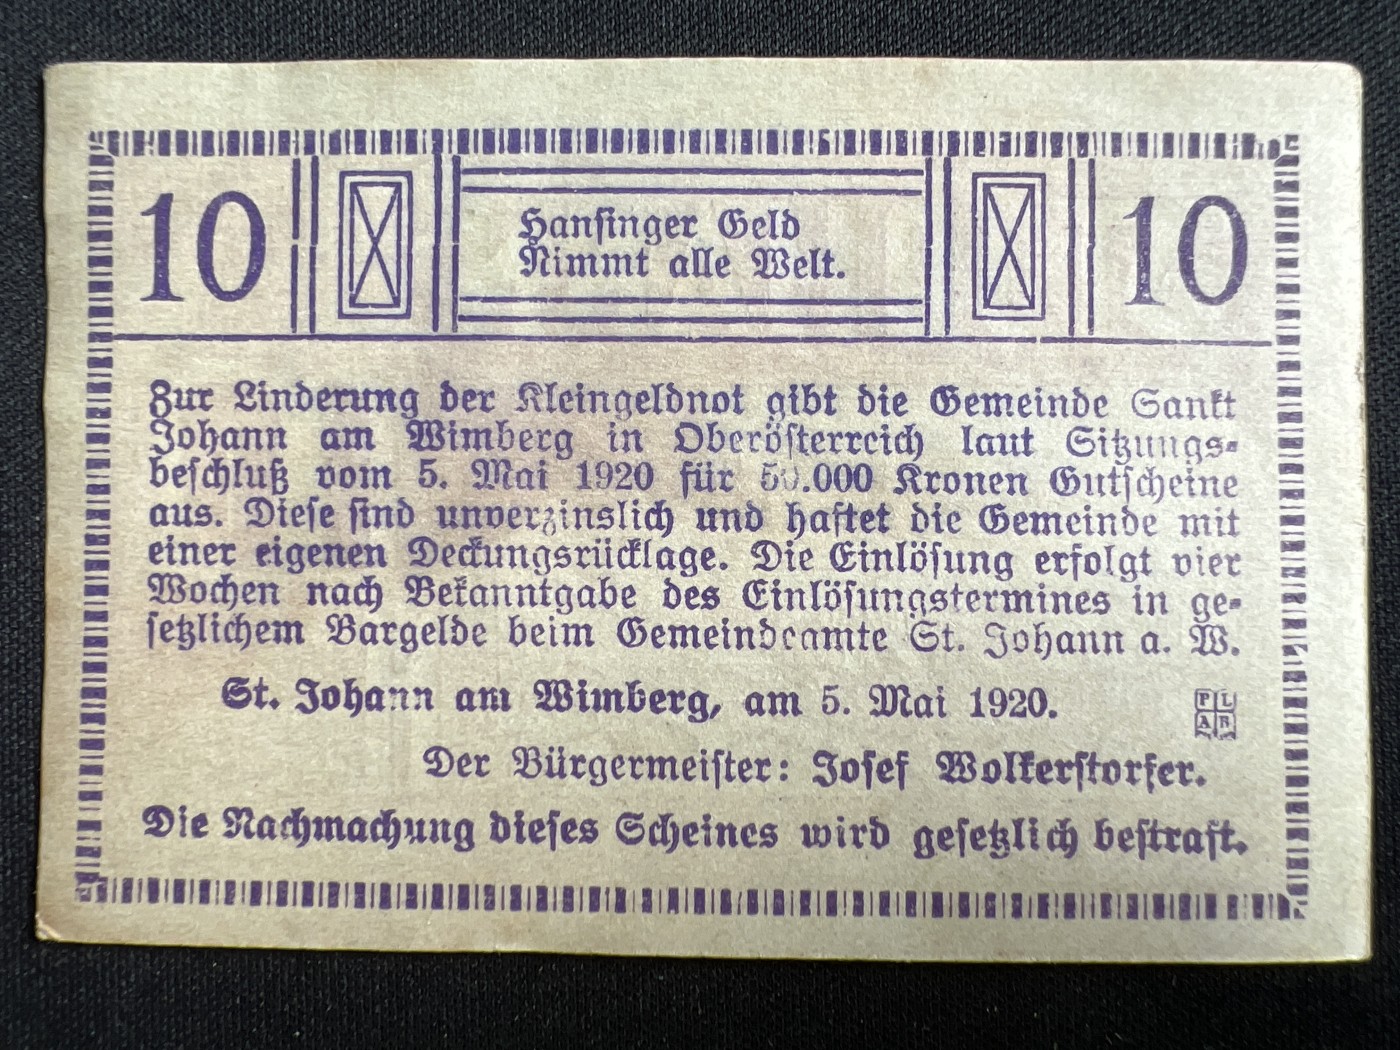 10
Hansinger Geld
Nimmt alle Welt.
10
Zur Linderung der Kleingeldnot gibt die Gemeinde Sankt
Johann am Wimberg in Oberösterreich laut Sitzungs-
beschluß vom 5. Mai 1920 für 50.000 Kronen Gutscheine
aus. Diese sind unverzinslich und haftet die Gemeinde mit
einer eigenen Deckungsrücklage. Die Einlösung erfolgt vier
Wochen nach Bekanntgabe des Einlösungstermines in ge-
setzlichem Bargelde beim Gemeindeamte St. Johann a. W.
St. Johann am Wimberg, am 5. Mai 1920.
PL
AB
Der Bürgermeister: Josef Wolkerstorfer.
Die Nachmachung dieses Scheines wird gesetzlich bestraft.